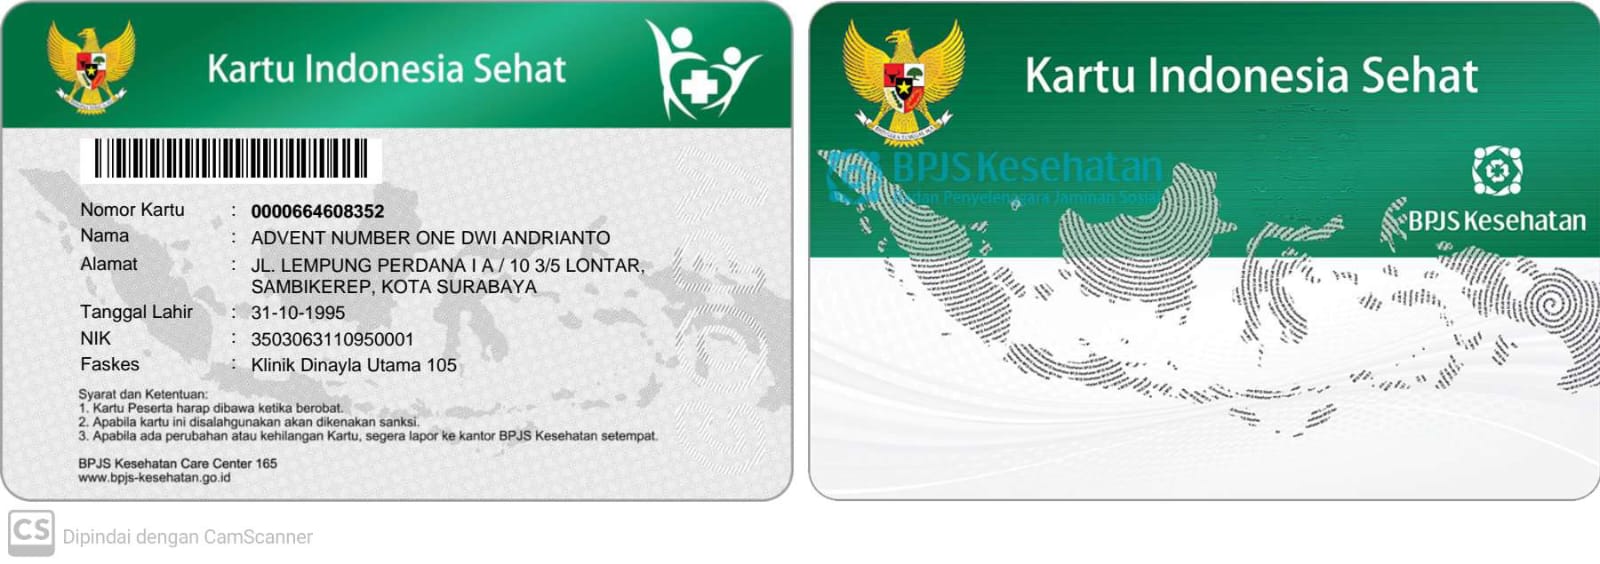 Kartu Indonesia Sehat
Nomor Kartu : 0000664608352
Nama : ADVENT NUMBER ONE DWI ANDRIANTO
Alamat : JL. LEMPUNG PERDANA I A / 10 3/5 LONTAR,
SAMBIKEREP, KOTA SURABAYA
Tanggal Lahir : 31-10-1995
NIK : 3503063110950001
Faskes : Klinik Dinayla Utama 105
Syarat dan Ketentuan:
1. Kartu Peserta harap dibawa ketika berobat.
2. Apabila kartu ini disalahgunakan akan dikenakan sanksi.
3. Apabila ada perubahan atau kehilangan Kartu, segera lapor ke kantor BPJS Kesehatan setempat.
BPJS Kesehatan Care Center 165
www.bpjs-kesehatan.go.id
Kartu Indonesia Sehat
BPJS Kesehatan
Badan Penyelenggara Jaminan Sosial
BPJS Kesehatan
CS Dipindai dengan CamScanner